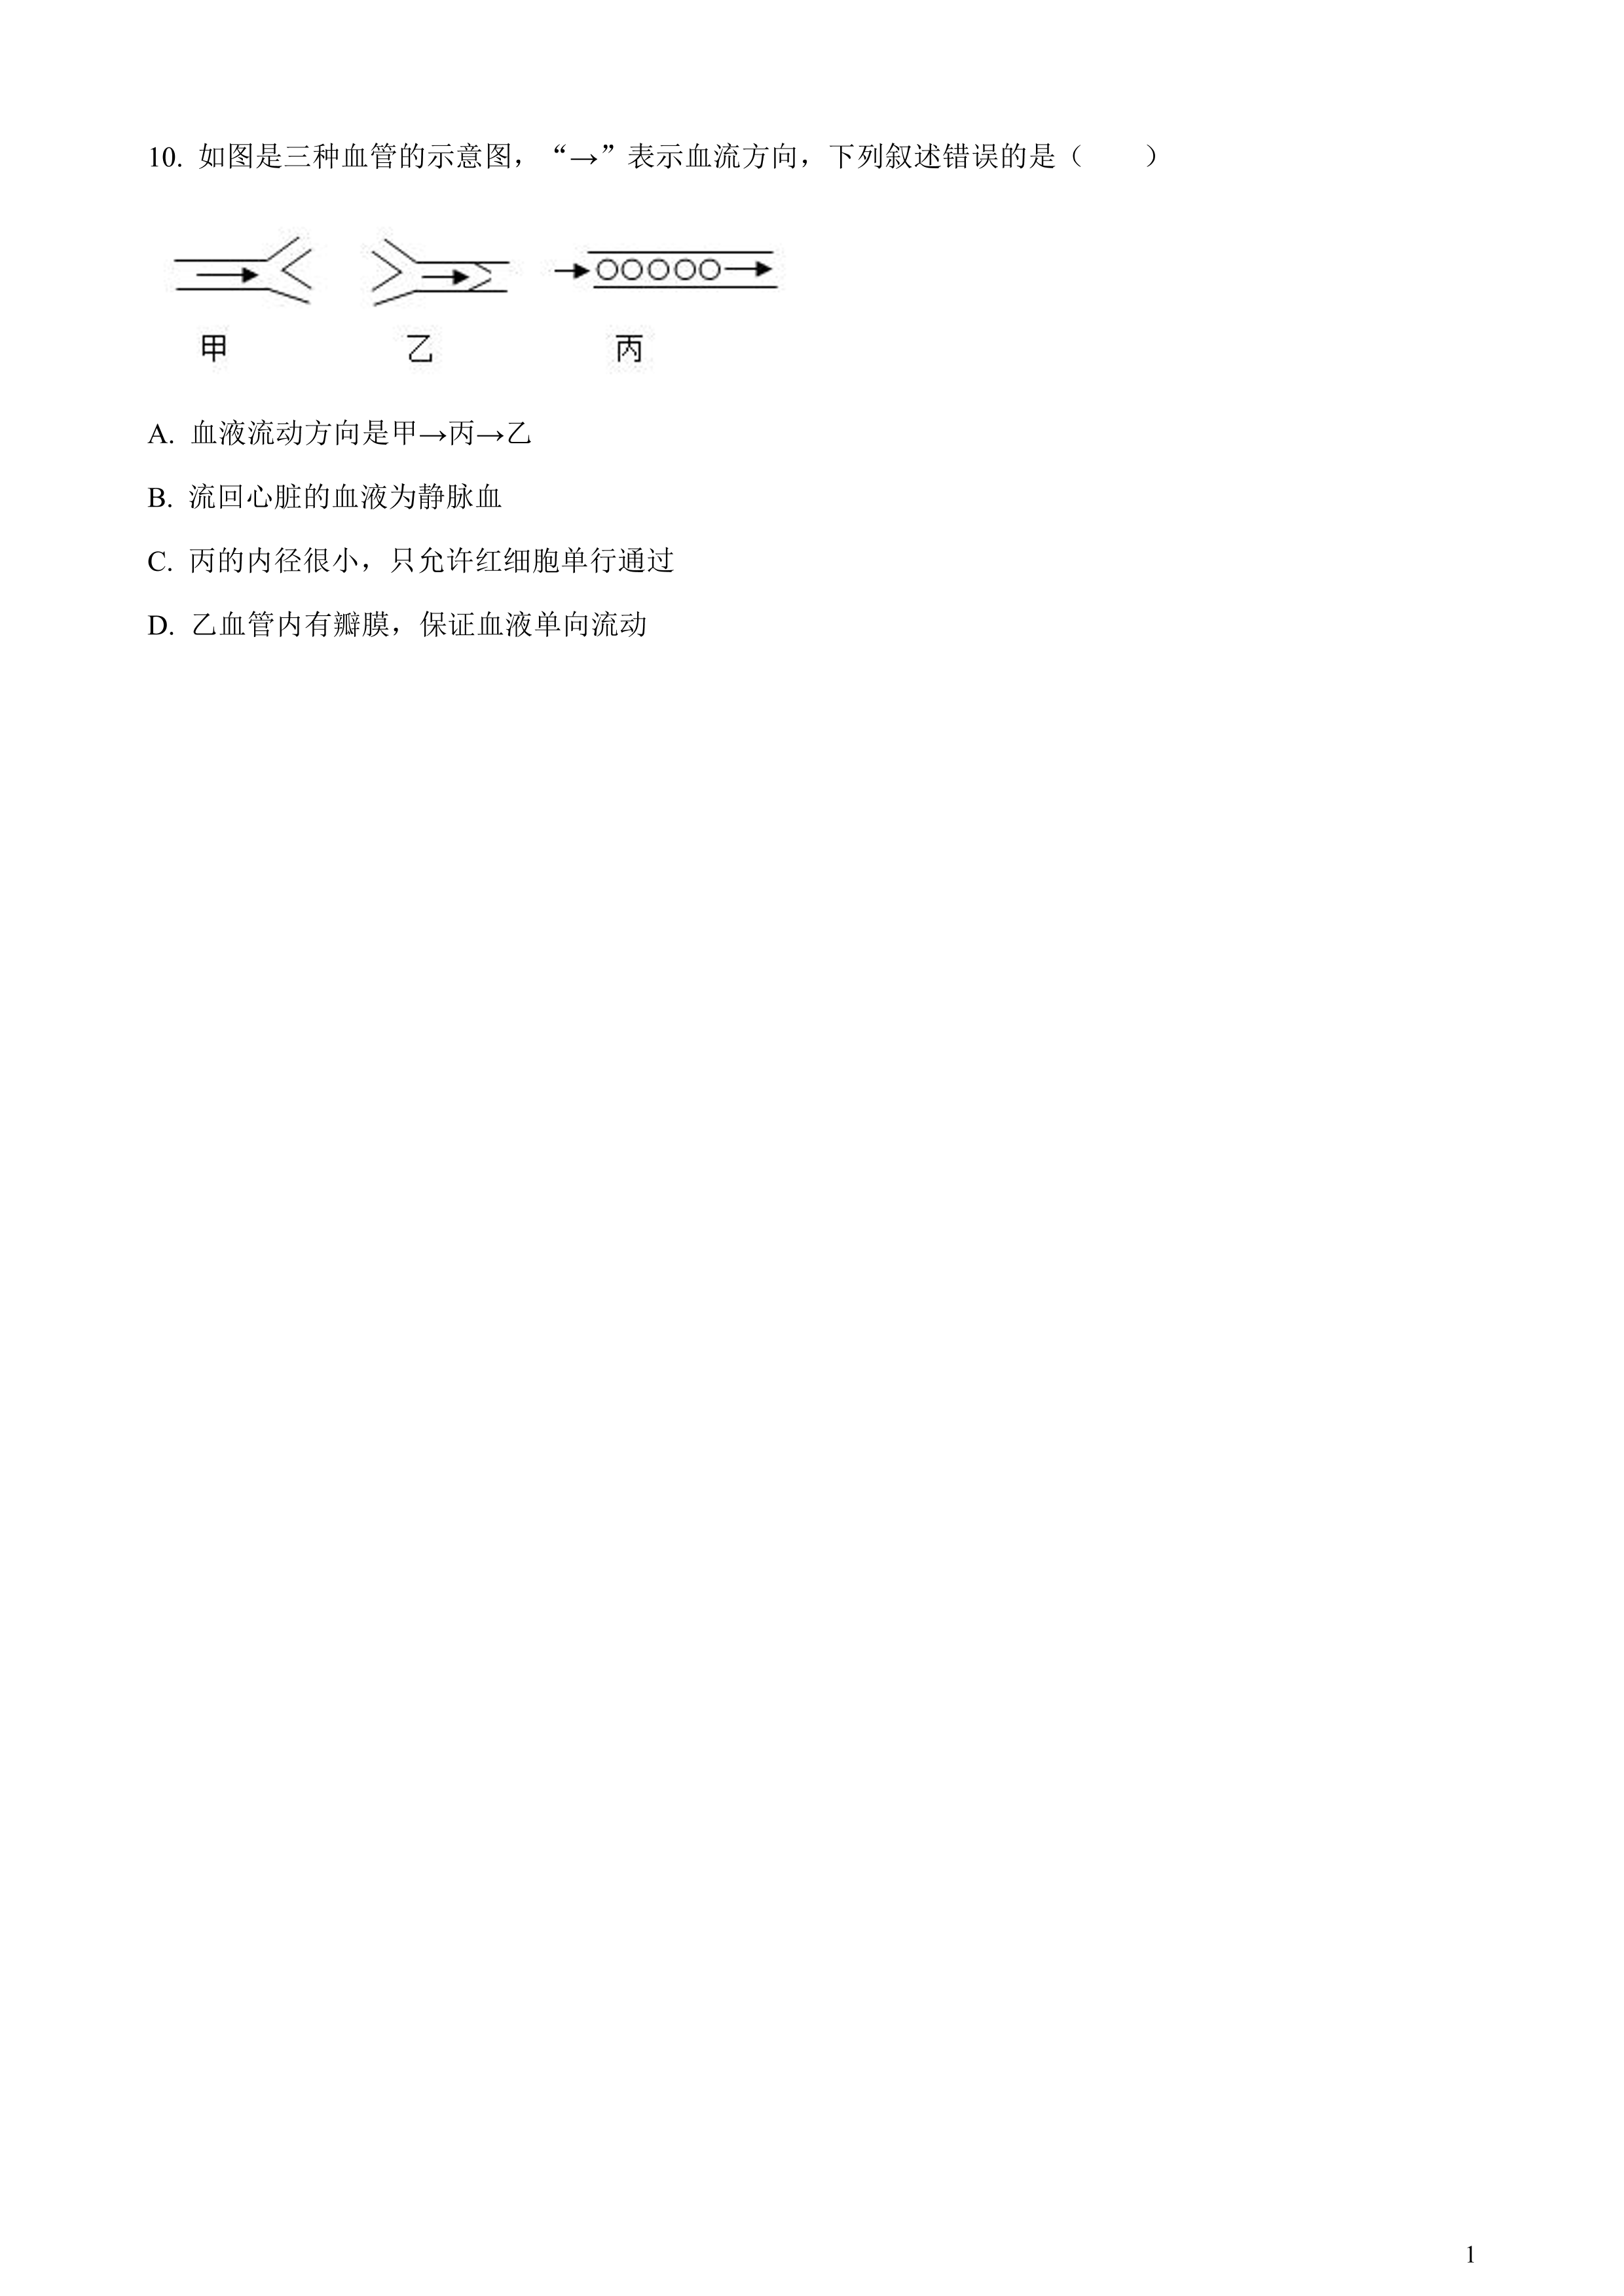 10. 如图是三种血管的示意图，“→”表示血流方向，下列叙述错误的是（　　）
甲 乙 丙
A. 血液流动方向是甲→丙→乙
B. 流回心脏的血液为静脉血
C. 丙的内径很小，只允许红细胞单行通过
D. 乙血管内有瓣膜，保证血液单向流动
1